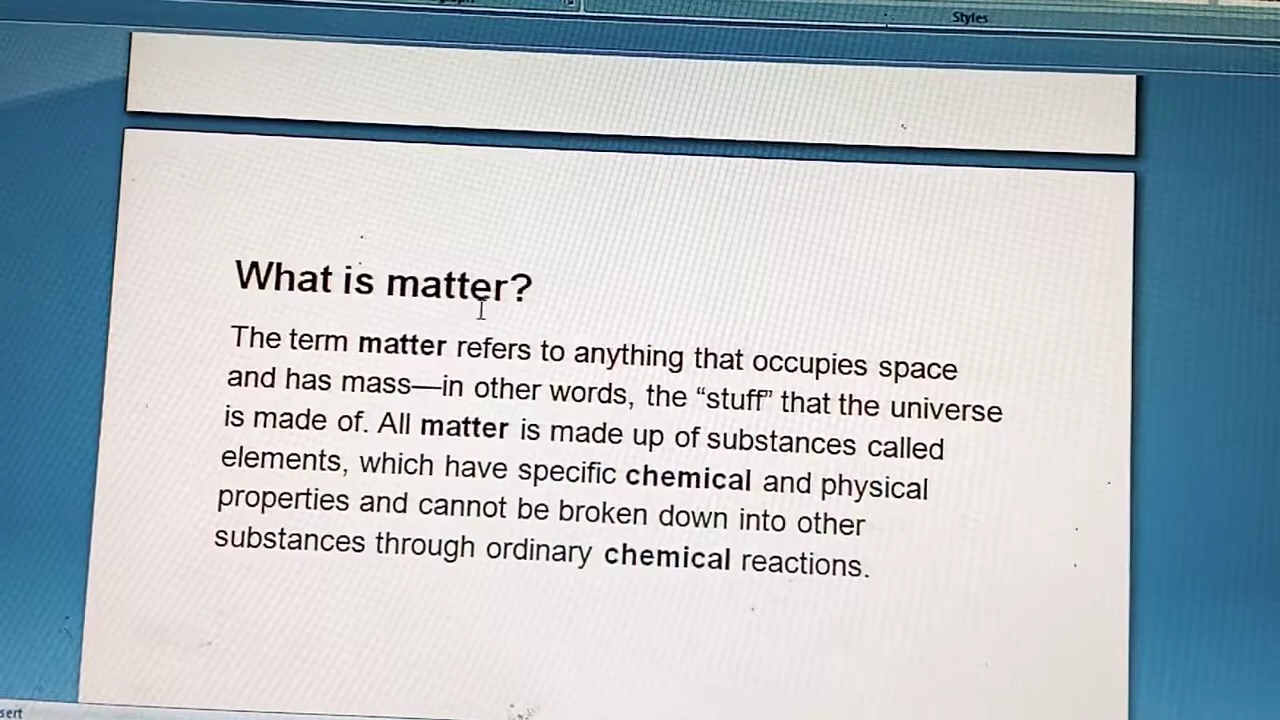 Styles
What is matter?
The term matter refers to anything that occupies space
and has mass—in other words, the “stuff” that the universe
is made of. All matter is made up of substances called
elements, which have specific chemical and physical
properties and cannot be broken down into other
substances through ordinary chemical reactions.
sert